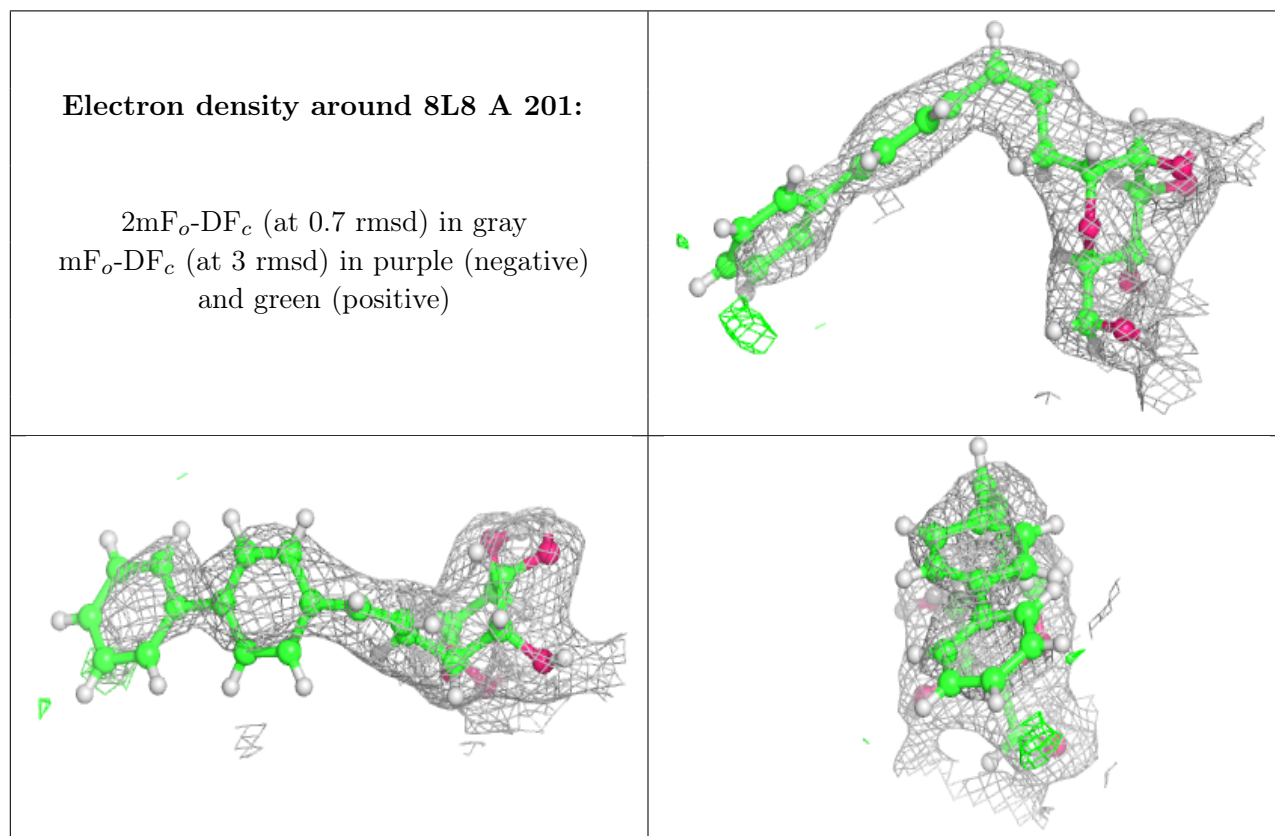 Electron density around 8L8 A 201:
2mFₒ-DF𝒸 (at 0.7 rmsd) in gray
mFₒ-DF𝒸 (at 3 rmsd) in purple (negative)
and green (positive)